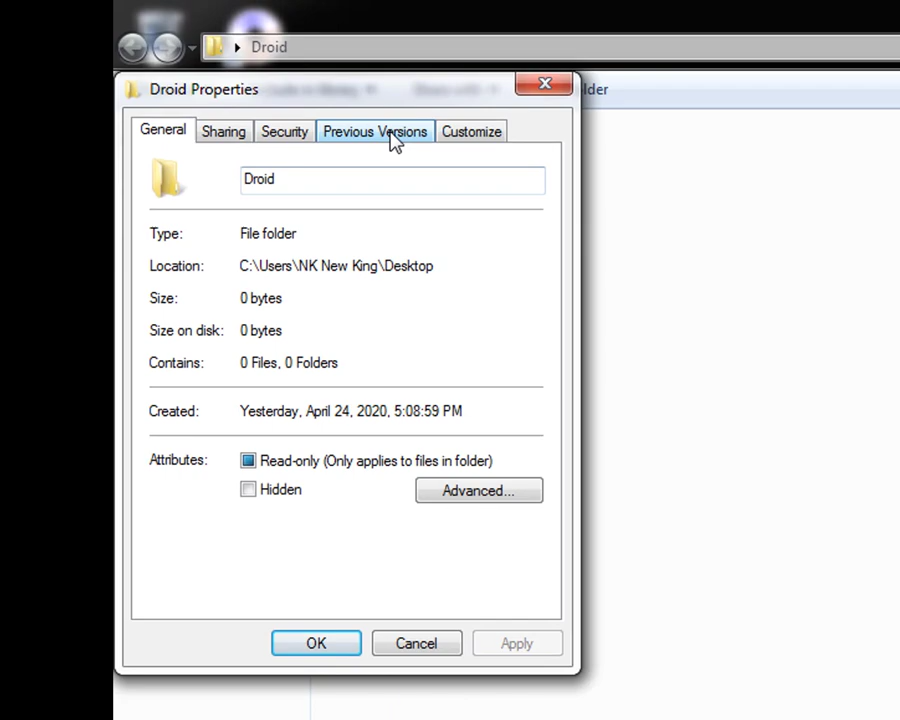 Droid
Droid Properties
lder
General Sharing Security Previous Versions Customize
Droid
Type: File folder
Location: C:\Users\NK New King\Desktop
Size: 0 bytes
Size on disk: 0 bytes
Contains: 0 Files, 0 Folders
Created: Yesterday, April 24, 2020, 5:08:59 PM
Attributes: Read-only (Only applies to files in folder)
Hidden Advanced...
OK Cancel Apply